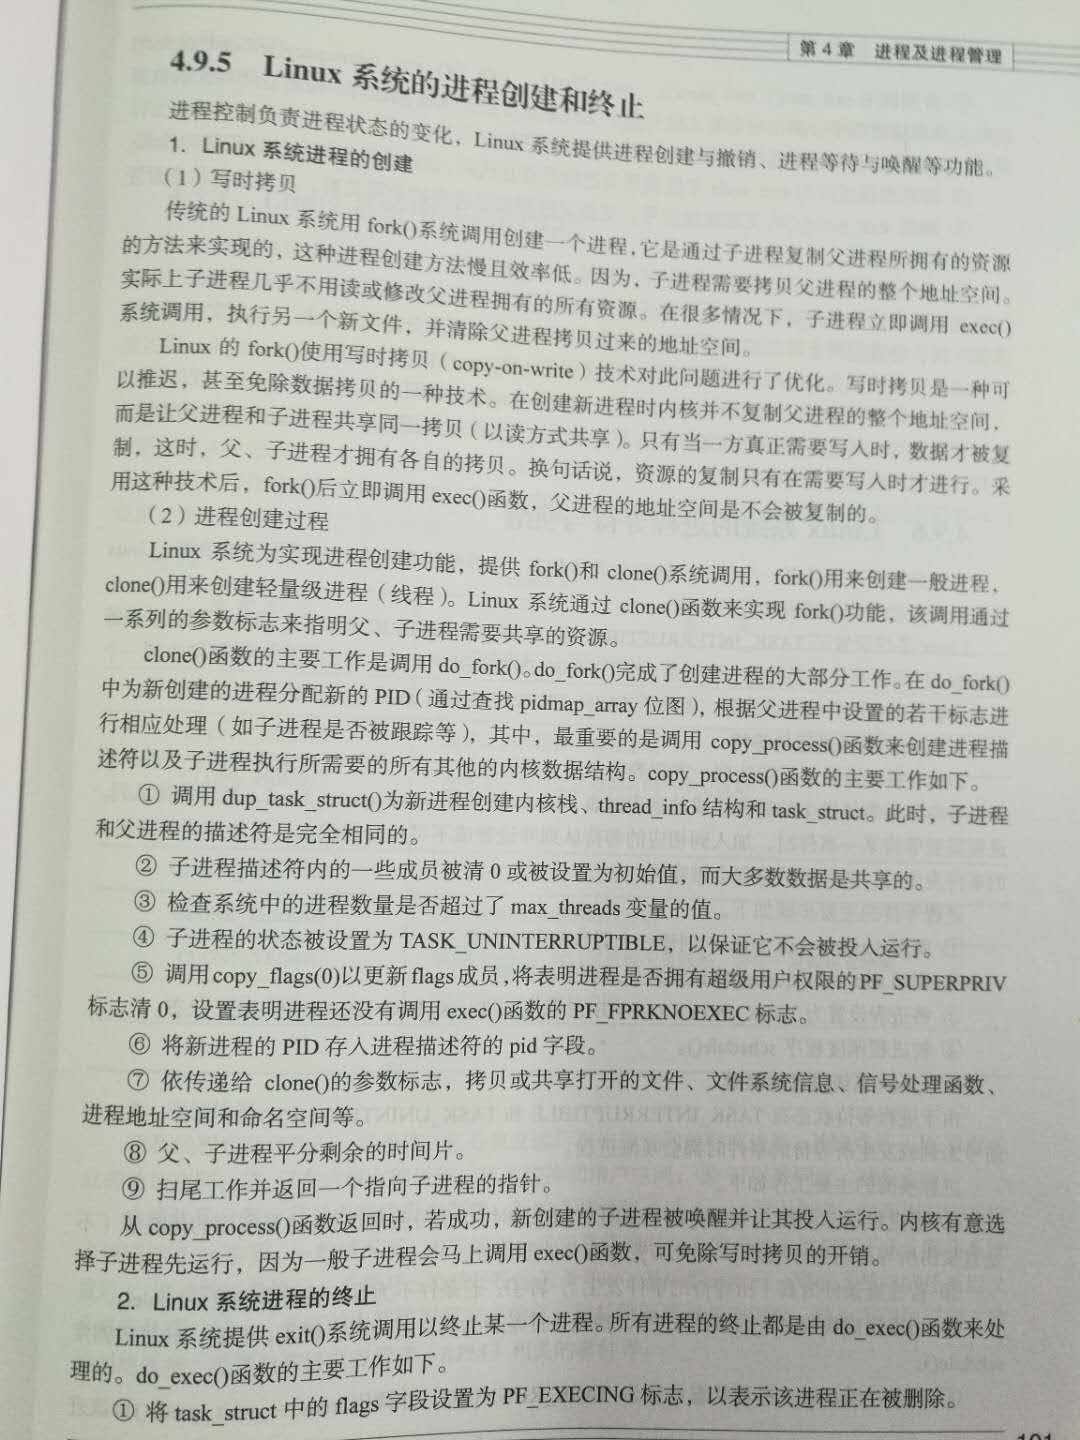 第 4 章　进程及进程管理
4.9.5　Linux 系统的进程创建和终止
进程控制负责进程状态的变化，Linux 系统提供进程创建与撤销、进程等待与唤醒等功能。
1．Linux 系统进程的创建
（1）写时拷贝
传统的 Linux 系统用 fork()系统调用创建一个进程，它是通过子进程复制父进程所拥有的资源
的方法来实现的，这种进程创建方法慢且效率低。因为，子进程需要拷贝父进程的整个地址空间。
实际上子进程几乎不用读或修改父进程拥有的所有资源。在很多情况下，子进程立即调用 exec()
系统调用，执行另一个新文件，并清除父进程拷贝过来的地址空间。
Linux 的 fork()使用写时拷贝（copy-on-write）技术对此问题进行了优化。写时拷贝是一种可
以推迟，甚至免除数据拷贝的一种技术。在创建新进程时内核并不复制父进程的整个地址空间，
而是让父进程和子进程共享同一拷贝（以读方式共享）。只有当一方真正需要写入时，数据才被复
制，这时，父、子进程才拥有各自的拷贝。换句话说，资源的复制只有在需要写入时才进行。采
用这种技术后，fork()后立即调用 exec()函数，父进程的地址空间是不会被复制的。
（2）进程创建过程
Linux 系统为实现进程创建功能，提供 fork()和 clone()系统调用，fork()用来创建一般进程，
clone()用来创建轻量级进程（线程）。Linux 系统通过 clone()函数来实现 fork()功能，该调用通过
一系列的参数标志来指明父、子进程需要共享的资源。
clone()函数的主要工作是调用 do_fork()。do_fork()完成了创建进程的大部分工作。在 do_fork()
中为新创建的进程分配新的 PID（通过查找 pidmap_array 位图），根据父进程中设置的若干标志进
行相应处理（如子进程是否被跟踪等），其中，最重要的是调用 copy_process()函数来创建进程描
述符以及子进程执行所需要的所有其他的内核数据结构。copy_process()函数的主要工作如下。
① 调用 dup_task_struct()为新进程创建内核栈、thread_info 结构和 task_struct。此时，子进程
和父进程的描述符是完全相同的。
② 子进程描述符内的一些成员被清 0 或被设置为初始值，而大多数数据是共享的。
③ 检查系统中的进程数量是否超过了 max_threads 变量的值。
④ 子进程的状态被设置为 TASK_UNINTERRUPTIBLE，以保证它不会被投入运行。
⑤ 调用 copy_flags(0)以更新 flags 成员，将表明进程是否拥有超级用户权限的 PF_SUPERPRIV
标志清 0，设置表明进程还没有调用 exec()函数的 PF_FPRKNOEXEC 标志。
⑥ 将新进程的 PID 存入进程描述符的 pid 字段。
⑦ 依传递给 clone()的参数标志，拷贝或共享打开的文件、文件系统信息、信号处理函数、
进程地址空间和命名空间等。
⑧ 父、子进程平分剩余的时间片。
⑨ 扫尾工作并返回一个指向子进程的指针。
从 copy_process()函数返回时，若成功，新创建的子进程被唤醒并让其投入运行。内核有意选
择子进程先运行，因为一般子进程会马上调用 exec()函数，可免除写时拷贝的开销。
2．Linux 系统进程的终止
Linux 系统提供 exit()系统调用以终止某一个进程。所有进程的终止都是由 do_exec()函数来处
理的。do_exec()函数的主要工作如下。
① 将 task_struct 中的 flags 字段设置为 PF_EXECING 标志，以表示该进程正在被删除。